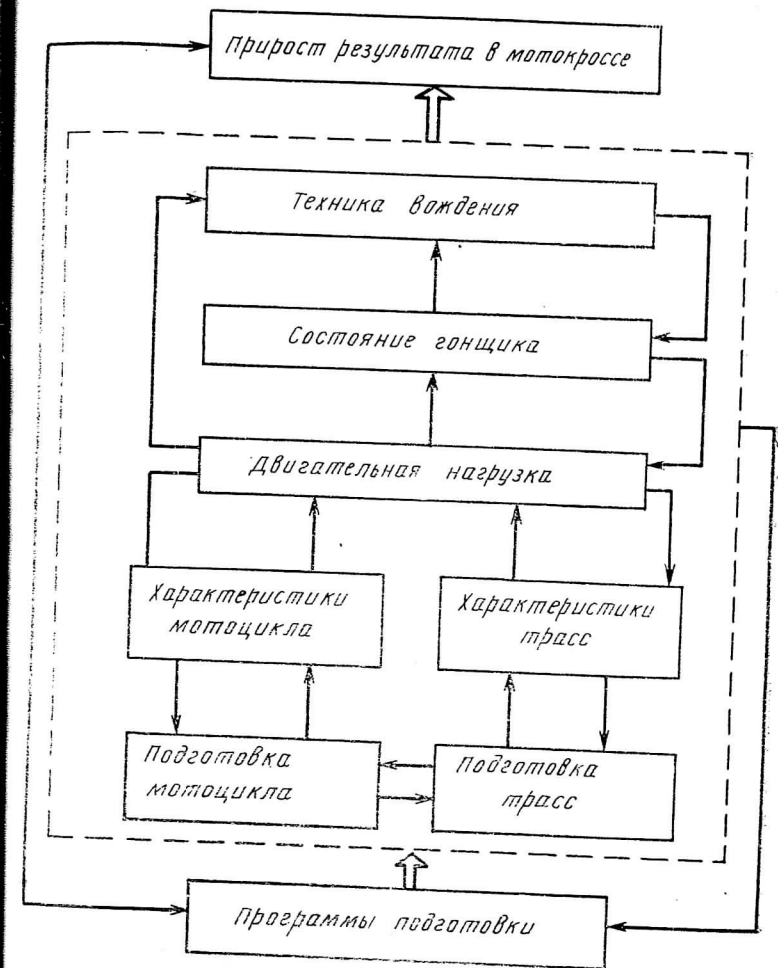 Прирост результата в мотокроссе
Техника вождения
Состояние гонщика
Двигательная нагрузка
Характеристики
мотоцикла
Характеристики
трасс
Подготовка
мотоцикла
Подготовка
трасс
Программы подготовки